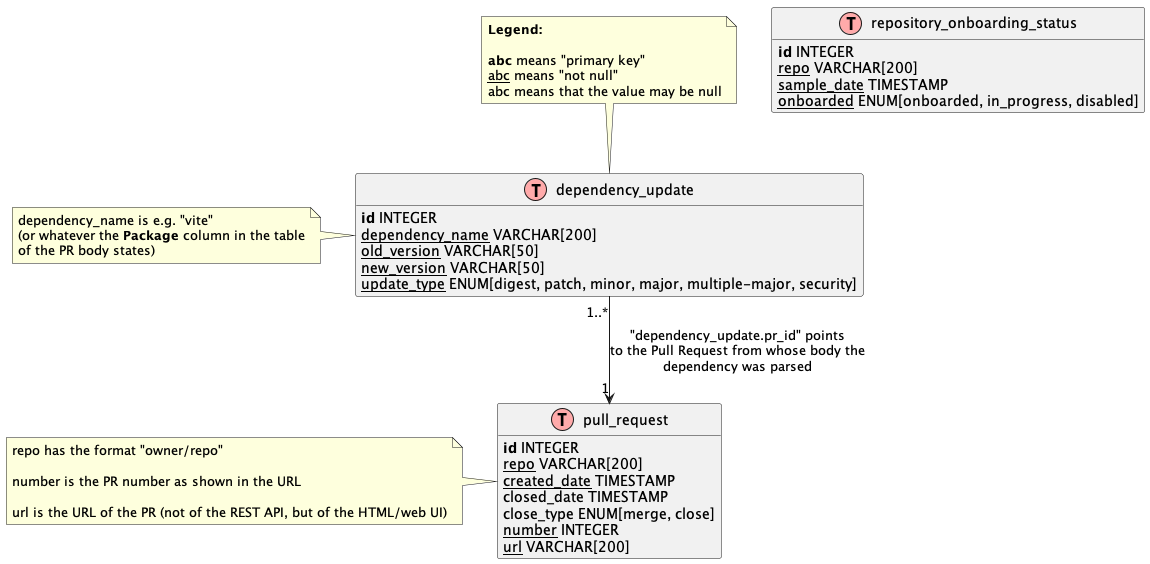 Legend:
abc means "primary key"
abc means "not null"
abc means that the value may be null
T repository_onboarding_status
id INTEGER
repo VARCHAR[200]
sample_date TIMESTAMP
onboarded ENUM[onboarded, in_progress, disabled]
T dependency_update
id INTEGER
dependency_name VARCHAR[200]
old_version VARCHAR[50]
new_version VARCHAR[50]
update_type ENUM[digest, patch, minor, major, multiple-major, security]
dependency_name is e.g. "vite"
(or whatever the Package column in the table
of the PR body states)
1..*
"dependency_update.pr_id" points
to the Pull Request from whose body the
dependency was parsed
1
T pull_request
id INTEGER
repo VARCHAR[200]
created_date TIMESTAMP
closed_date TIMESTAMP
close_type ENUM[merge, close]
number INTEGER
url VARCHAR[200]
repo has the format "owner/repo"
number is the PR number as shown in the URL
url is the URL of the PR (not of the REST API, but of the HTML/web UI)